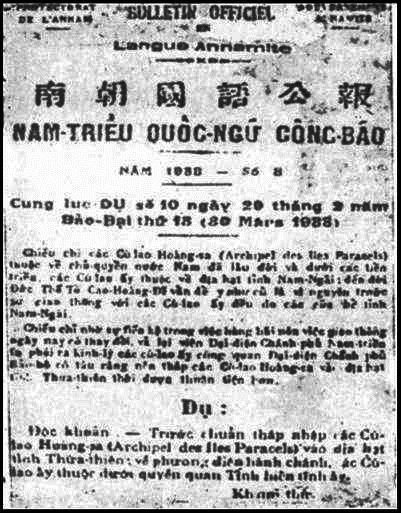 PROTECTORAT
DE L'ANNAM
BULLETIN OFFICIEL
EN
Langue Annamite
南朝國語公報
NAM-TRIỀU QUỐC-NGỮ CÔNG-BÁO
NĂM 1938 — SỐ 8
Cung lục DỤ số 10 ngày 29 tháng 2 năm
Bảo-Đại thứ 13 (30 Mars 1938)
Chiếu chỉ các Cù-lao Hoàng-sa (Archipel des Iles Paracels)
thuộc về chủ-quyền nước Nam đã lâu đời và dưới các tiền
triều, các Cù-lao ấy thuộc về địa hạt tỉnh Nam-Ngãi; đến đời
Đức Thế Tổ Cao-Hoàng-Đế vẫn để y như cũ là vì nguyên trước
sự giao thông với các Cù-lao ấy đều do các cửa bể tỉnh
Nam-Ngãi.
Chiếu chỉ nhờ sự tiến bộ trong việc hàng hải nên việc giao thông
ngày nay có thay đổi, và lại viên Đại-diện Chánh-phủ Nam-triều
ủy phái ra kinh-lý các cù-lao ấy cùng quan Đại-diện Chánh phủ
Bảo-hộ có tâu rằng nên tháp các Cù-lao Hoàng-sa vào địa hạt
Thừa-thiên thời được thuận tiện hơn.
Dụ :
Độc khoản — Trước chuẩn tháp nhập các Cù-
lao Hoàng-sa (Archipel des Iles Paracels) vào địa hạt
tỉnh Thừa-thiên; về phương diện hành chánh, các Cù-
lao ấy thuộc dưới quyền quan Tỉnh hiến tỉnh ấy.
Khâm thử.